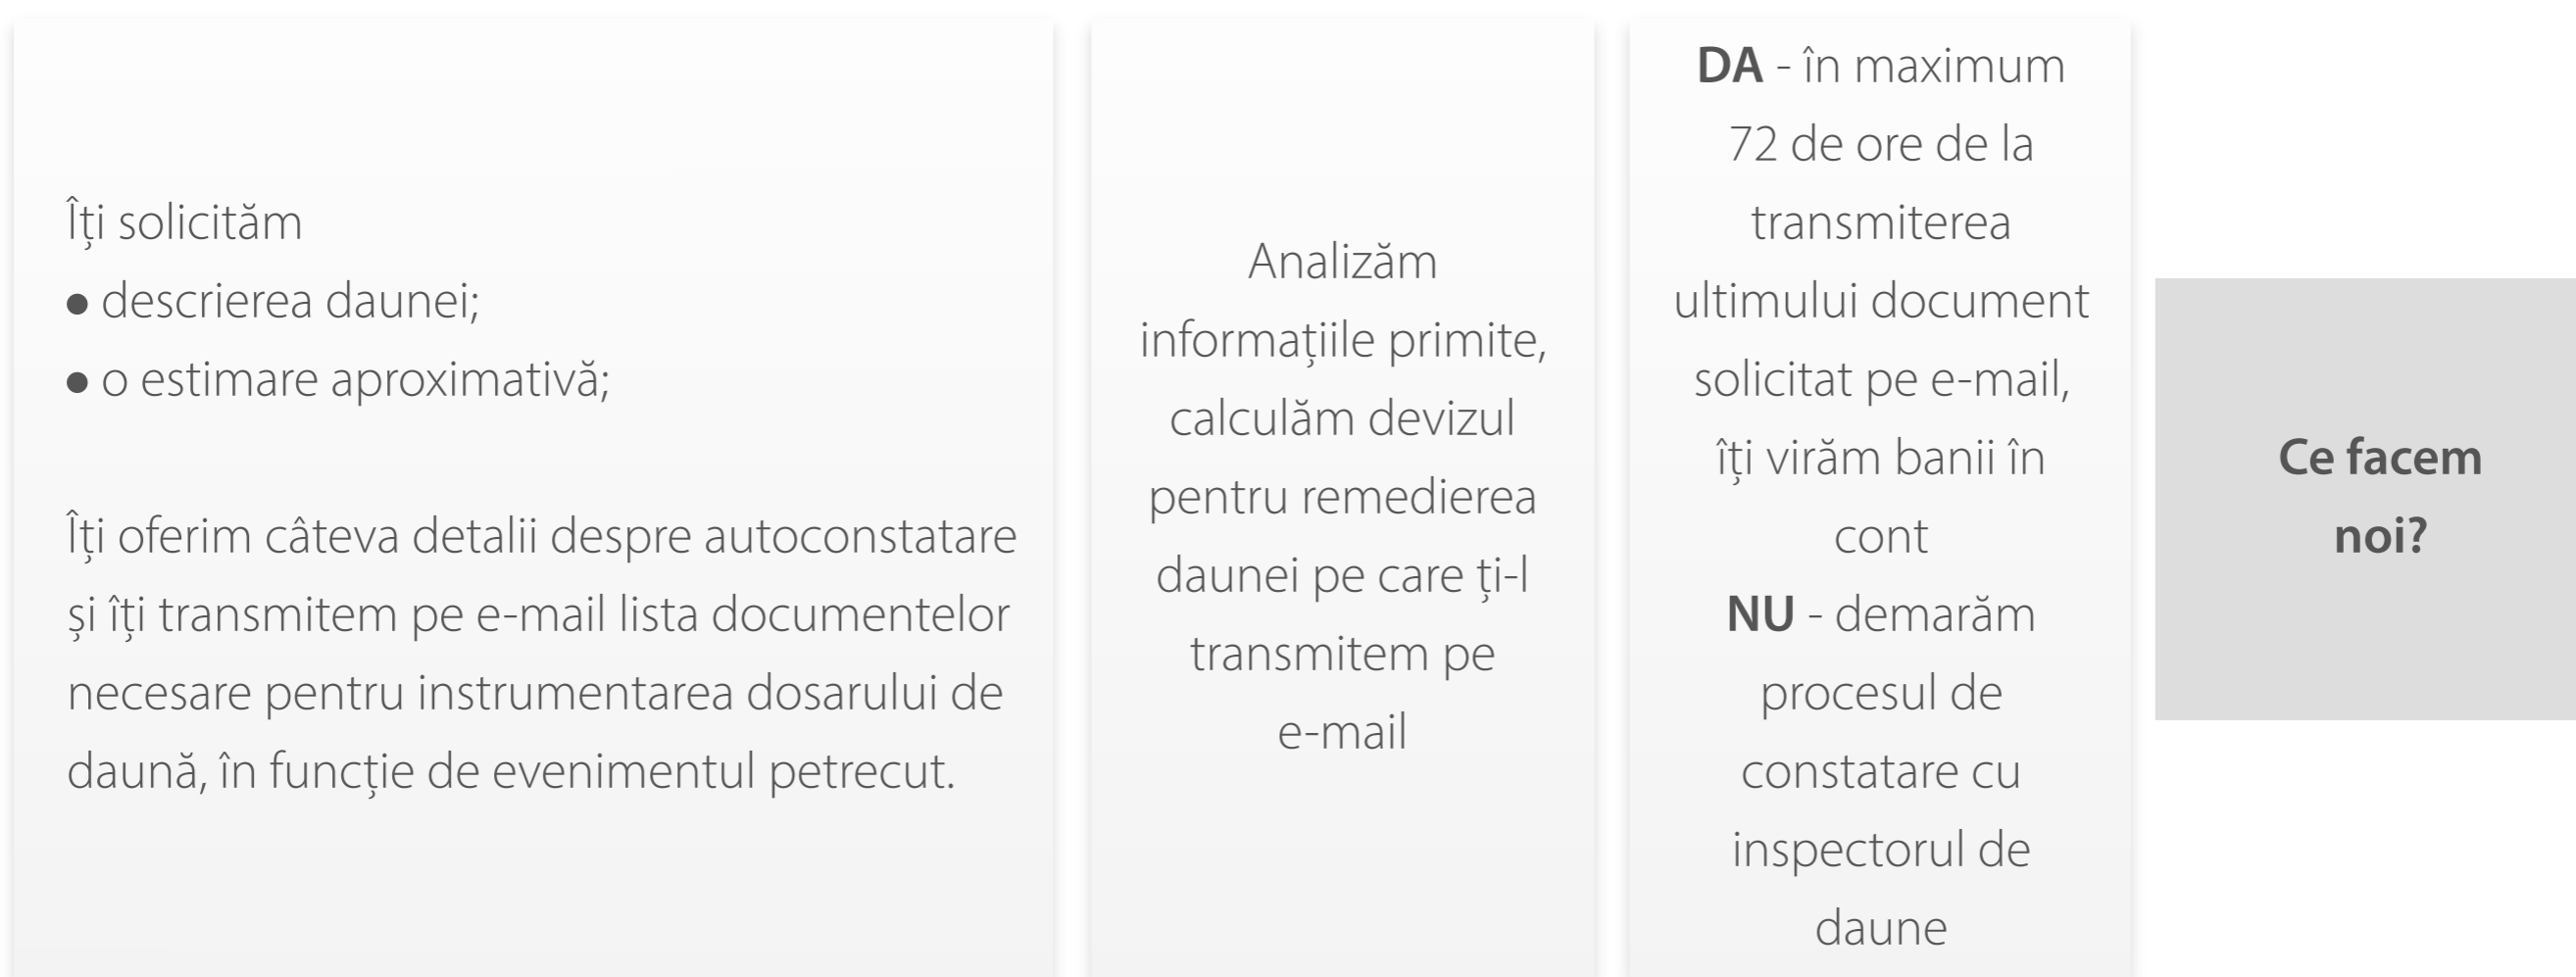 Îți solicităm
● descrierea daunei;
● o estimare aproximativă;
Îți oferim câteva detalii despre autoconstatare
și îți transmitem pe e-mail lista documentelor
necesare pentru instrumentarea dosarului de
daună, în funcție de evenimentul petrecut.
Analizăm
informațiile primite,
calculăm devizul
pentru remedierea
daunei pe care ți-l
transmitem pe
e-mail
DA - în maximum
72 de ore de la
transmiterea
ultimului document
solicitat pe e-mail,
îți virăm banii în
cont
NU - demarăm
procesul de
constatare cu
inspectorul de
daune
Ce facem
noi?